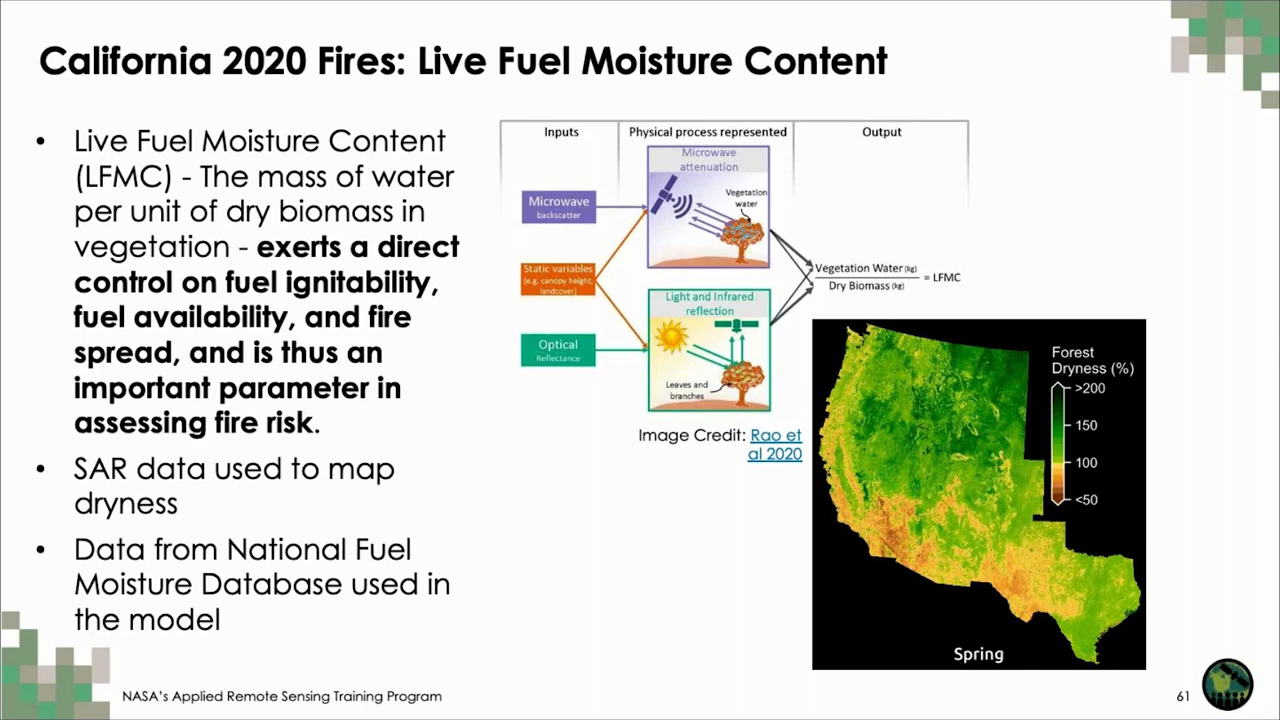 California 2020 Fires: Live Fuel Moisture Content
• Live Fuel Moisture Content
(LFMC) - The mass of water
per unit of dry biomass in
vegetation - exerts a direct
control on fuel ignitability,
fuel availability, and fire
spread, and is thus an
important parameter in
assessing fire risk.
• SAR data used to map
dryness
• Data from National Fuel
Moisture Database used in
the model
Inputs
Physical process represented
Output
Microwave
attenuation
Microwave
backscatter
Vegetation
water
Static variables
(e.g. canopy height,
landcover)
Vegetation Water (kg)
Dry Biomass (kg)
= LFMC
Light and Infrared
reflection
Optical
Reflectance
Leaves and
branches
Image Credit: Rao et
al 2020
Forest
Dryness (%)
>200
150
100
<50
Spring
NASA's Applied Remote Sensing Training Program
61